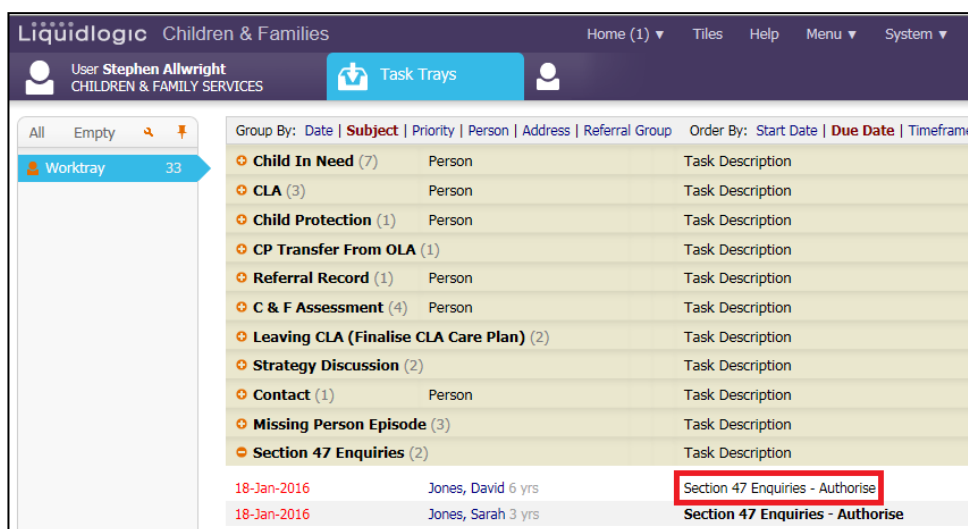 Liquidlogic Children & Families Home (1) ▼ Tiles Help Menu ▼ System ▼
User Stephen Allwright
CHILDREN & FAMILY SERVICES
Task Trays
All Empty
Worktray 33
Group By: Date | Subject | Priority | Person | Address | Referral Group Order By: Start Date | Due Date | Timeframe
Child In Need (7) Person Task Description
CLA (3) Person Task Description
Child Protection (1) Person Task Description
CP Transfer From OLA (1) Task Description
Referral Record (1) Person Task Description
C & F Assessment (4) Person Task Description
Leaving CLA (Finalise CLA Care Plan) (2) Task Description
Strategy Discussion (2) Task Description
Contact (1) Person Task Description
Missing Person Episode (3) Task Description
Section 47 Enquiries (2) Task Description
18-Jan-2016 Jones, David 6 yrs Section 47 Enquiries - Authorise
18-Jan-2016 Jones, Sarah 3 yrs Section 47 Enquiries - Authorise